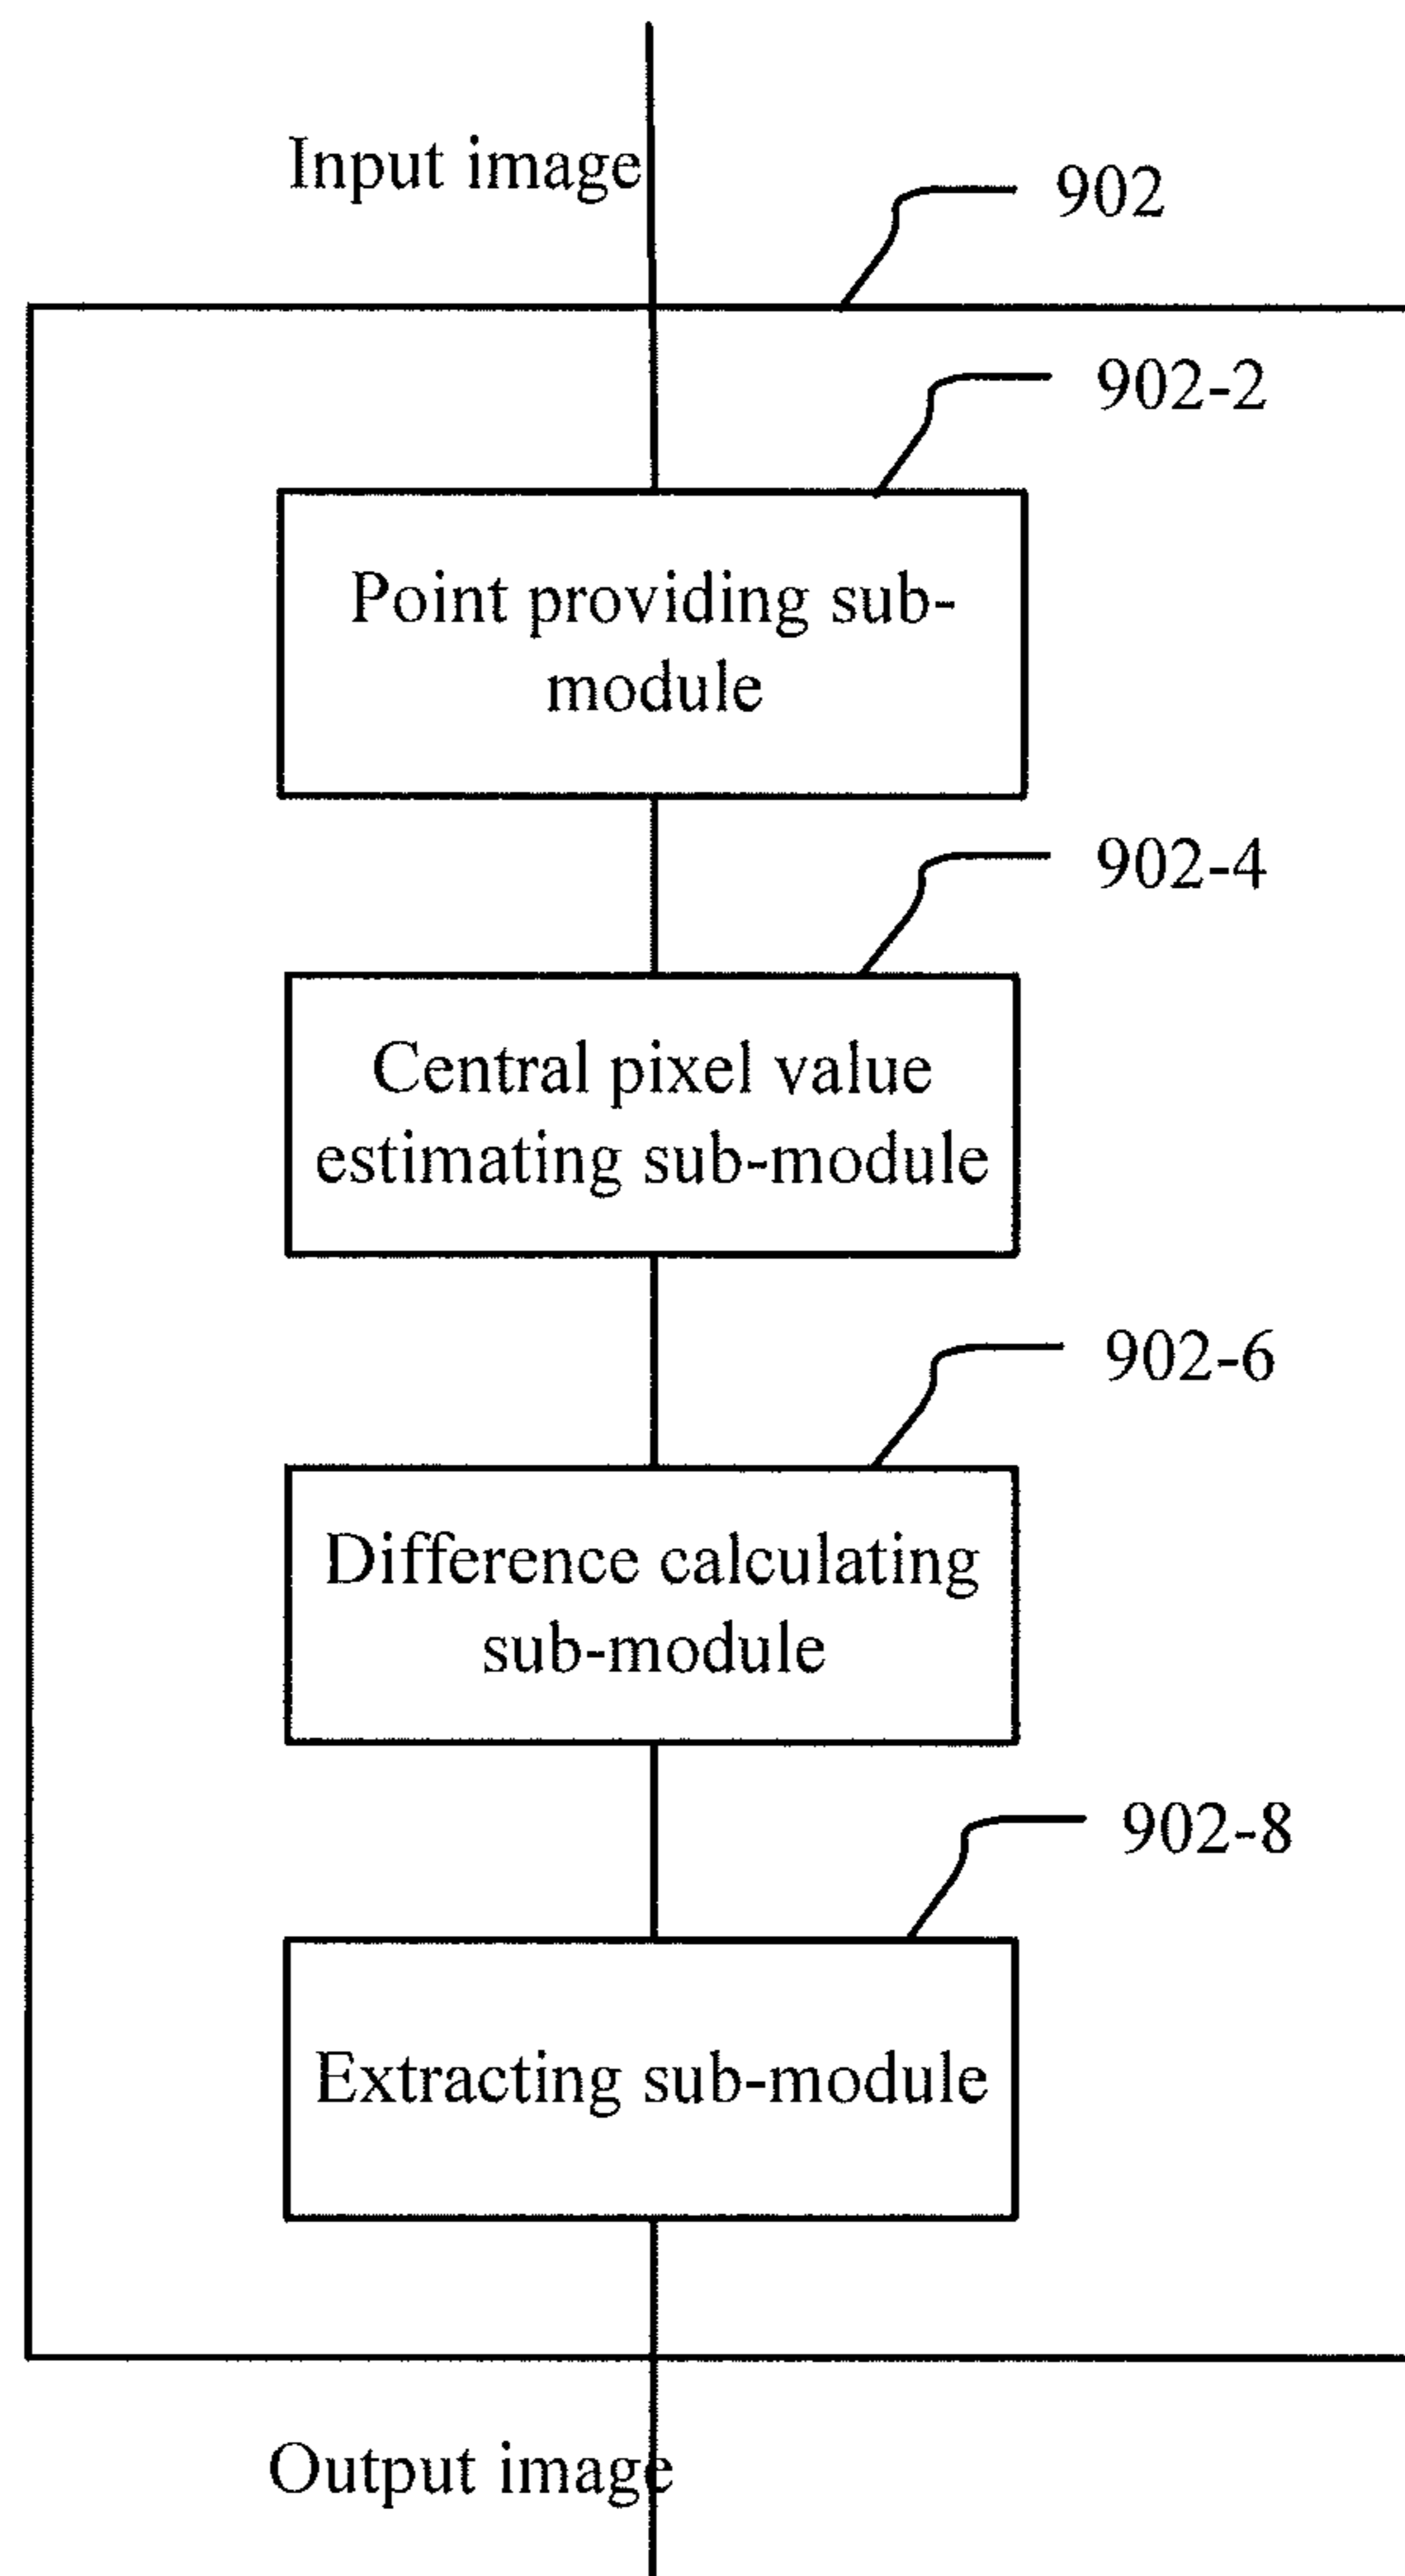 Input image
902
902-2
Point providing sub-
module
902-4
Central pixel value
estimating sub-module
902-6
Difference calculating
sub-module
902-8
Extracting sub-module
Output image